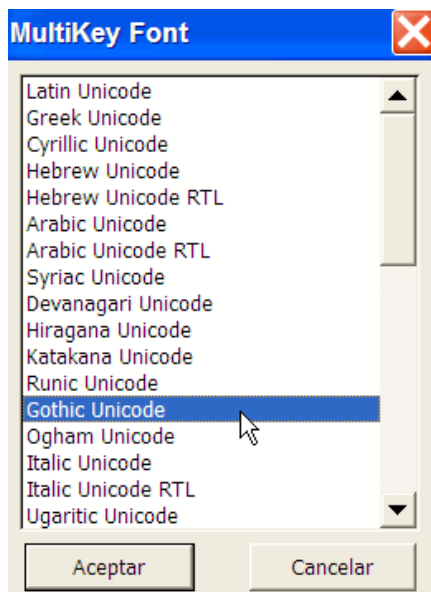 MultiKey Font
Latin Unicode
Greek Unicode
Cyrillic Unicode
Hebrew Unicode
Hebrew Unicode RTL
Arabic Unicode
Arabic Unicode RTL
Syriac Unicode
Devanagari Unicode
Hiragana Unicode
Katakana Unicode
Runic Unicode
Gothic Unicode
Ogham Unicode
Italic Unicode
Italic Unicode RTL
Ugaritic Unicode
Aceptar Cancelar